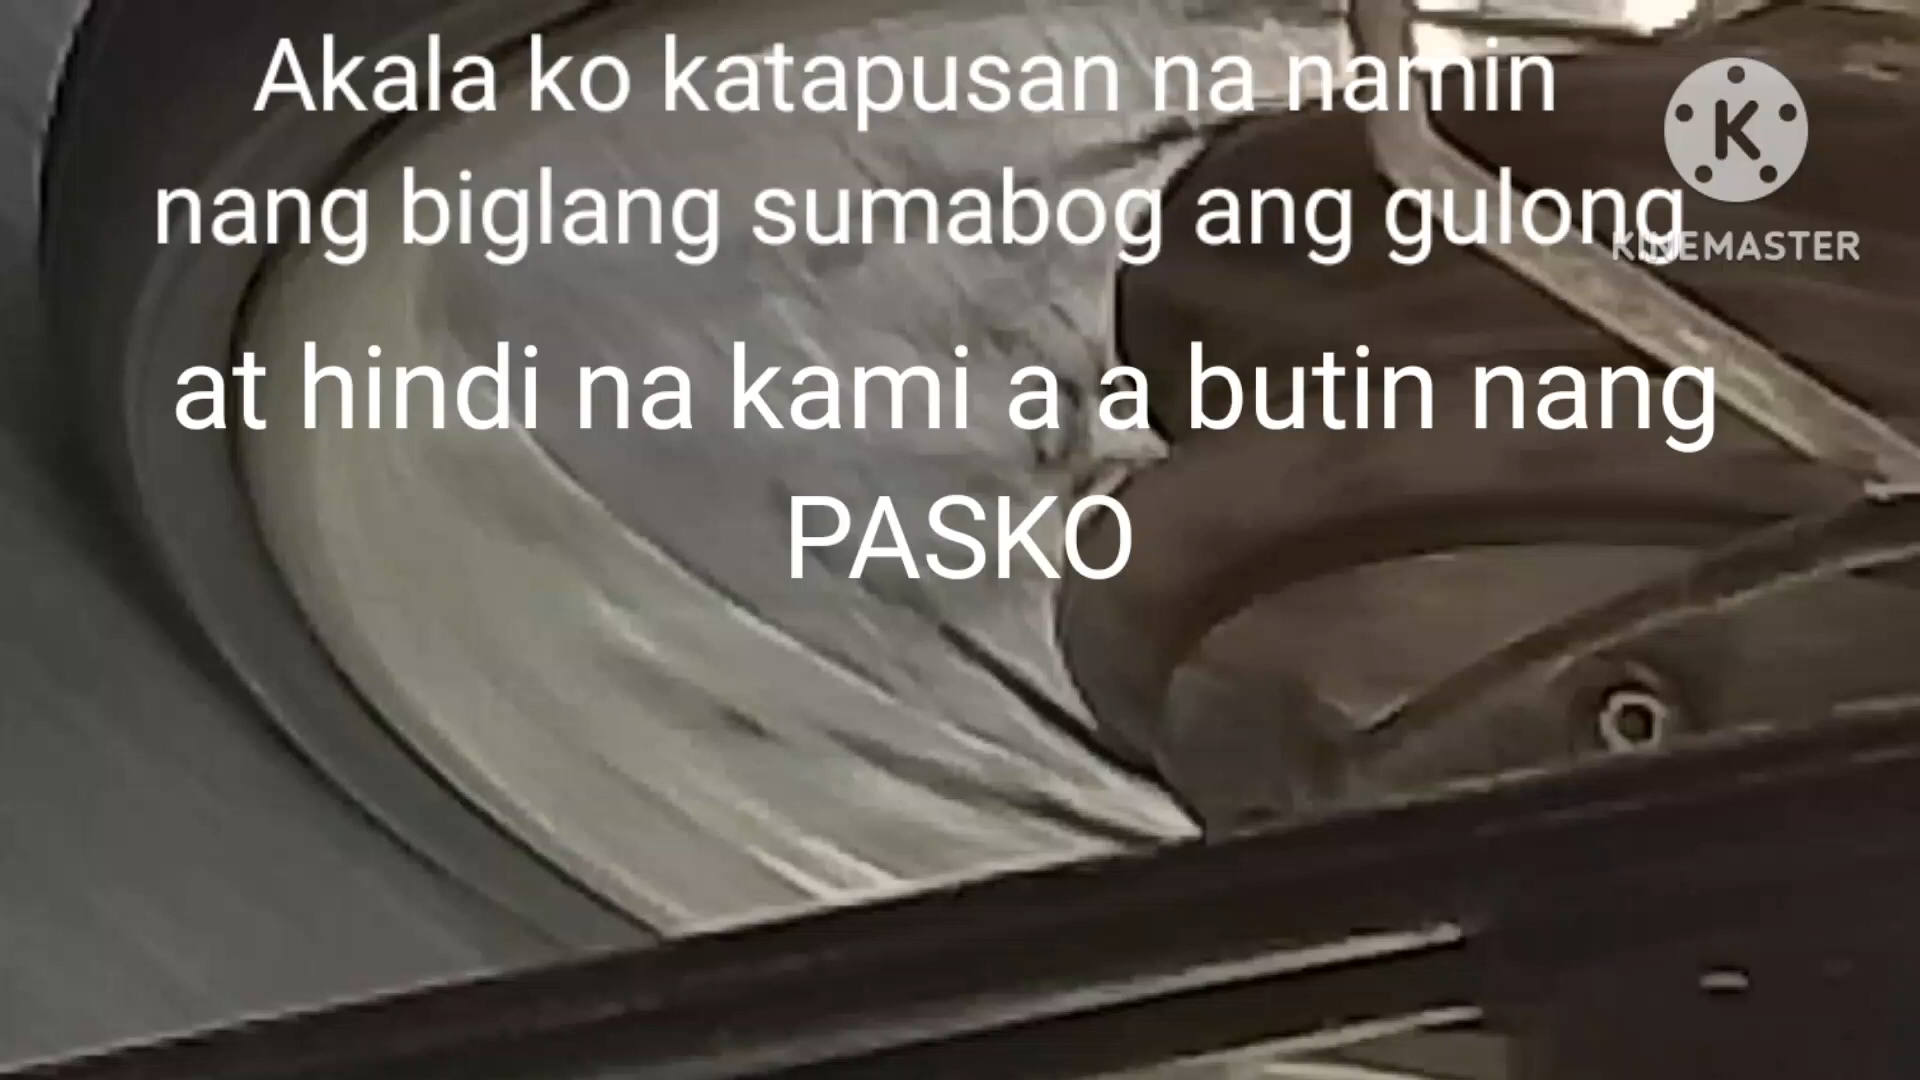 Akala ko katapusan na namin
nang biglang sumabog ang gulong
KINEMASTER
at hindi na kami a a butin nang
PASKO